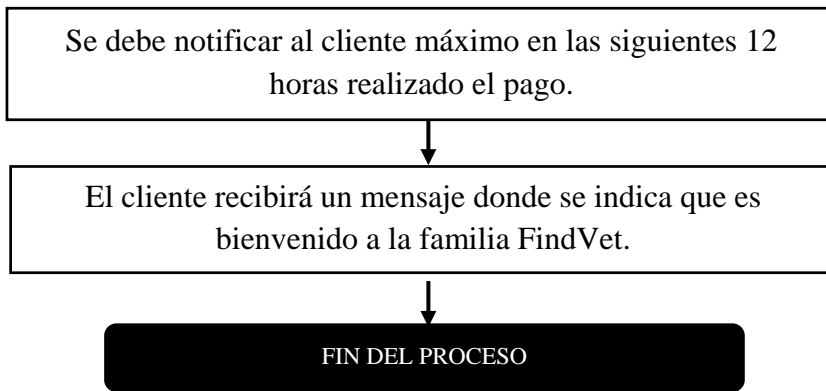 Se debe notificar al cliente máximo en las siguientes 12
horas realizado el pago.
El cliente recibirá un mensaje donde se indica que es
bienvenido a la familia FindVet.
FIN DEL PROCESO